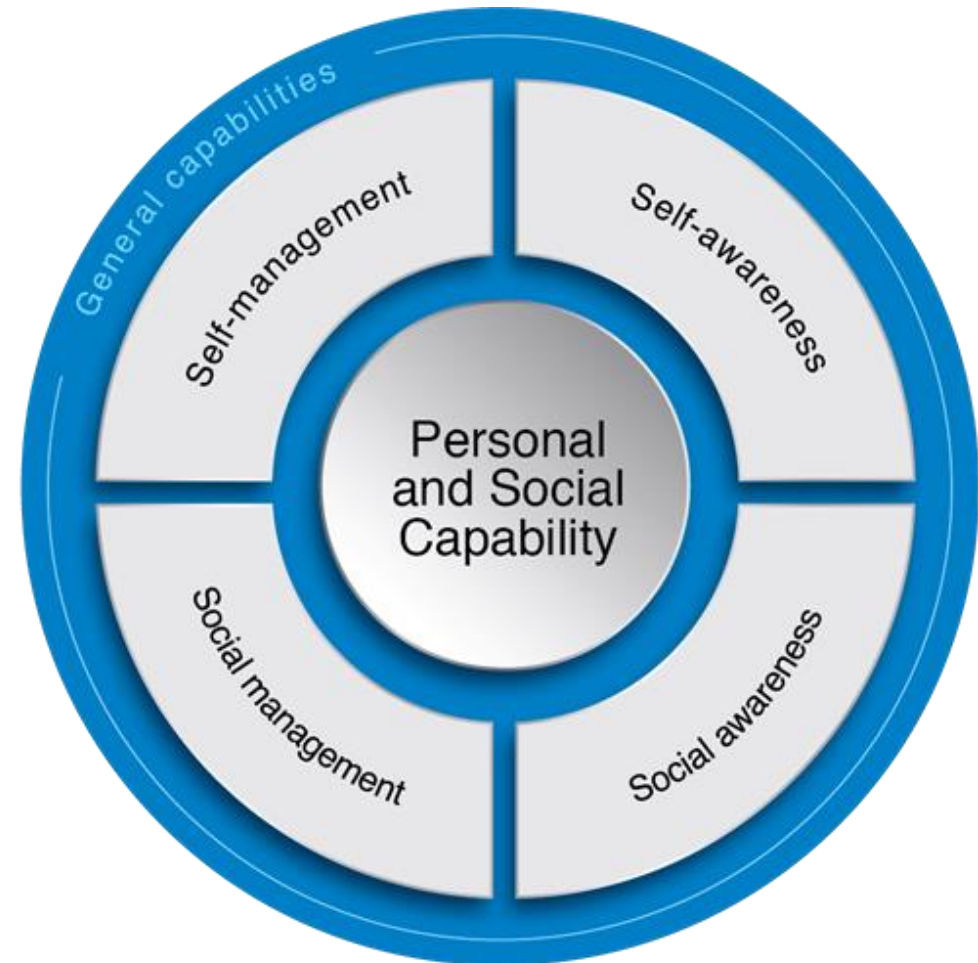 General capabilities
Self-management
Self-awareness
Personal
and Social
Capability
Social management
Social awareness